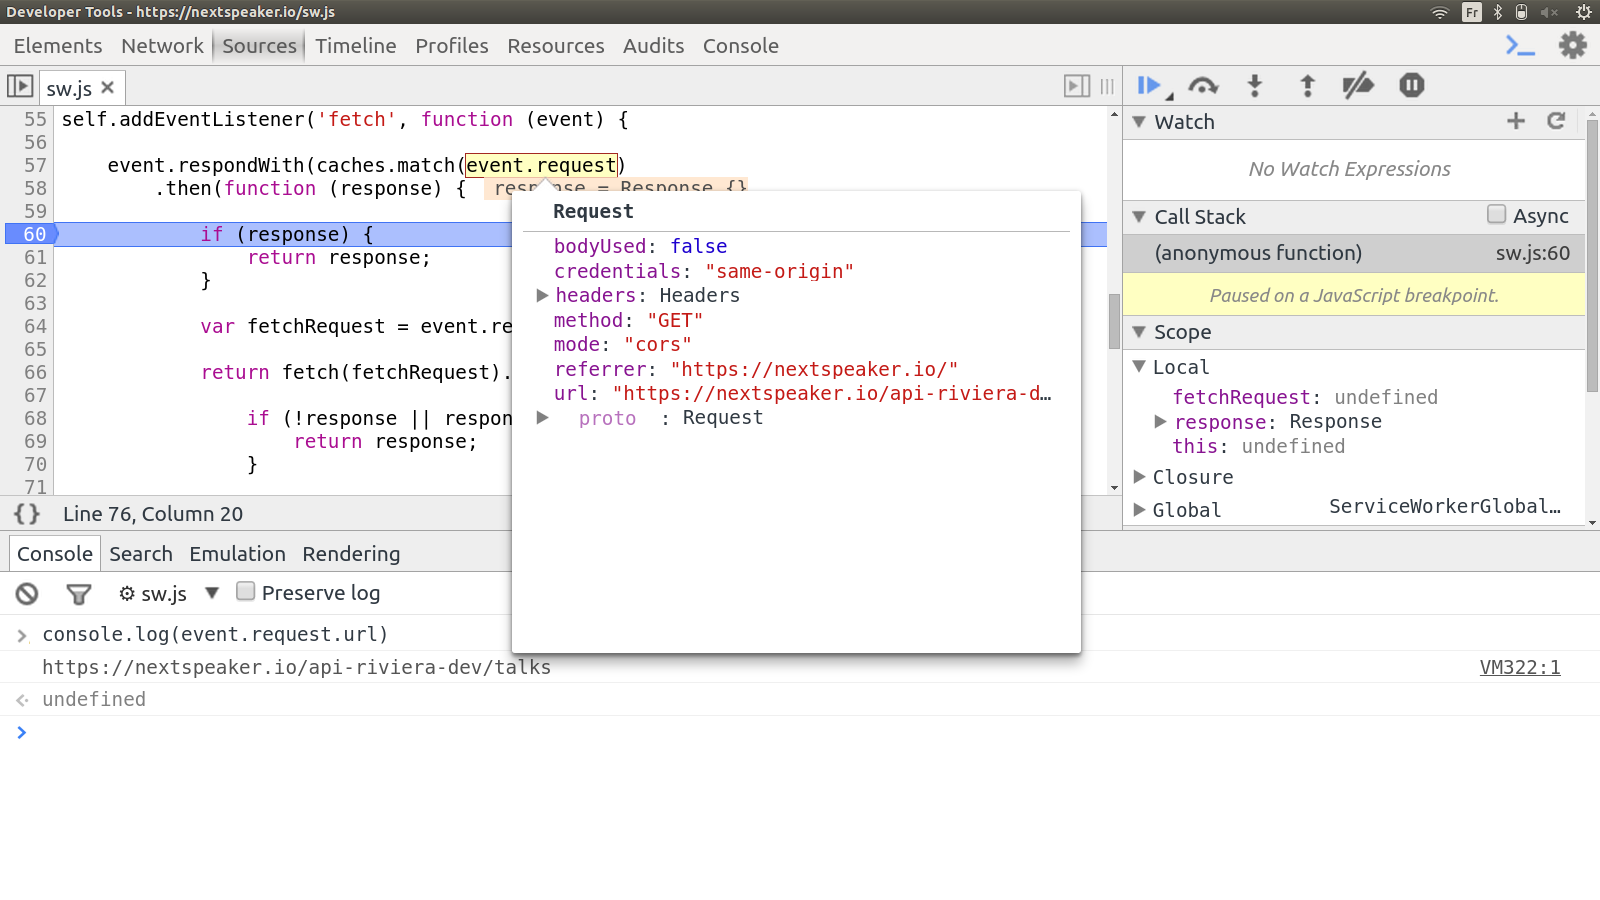 Developer Tools - https://nextspeaker.io/sw.js
Fr
Elements Network Sources Timeline Profiles Resources Audits Console
sw.js
55 self.addEventListener('fetch', function (event) {
56
57 event.respondWith(caches.match(event.request)
58 .then(function (response) { response = Response {}
59
60 if (response) {
61 return response;
62 }
63
64 var fetchRequest = event.re
65
66 return fetch(fetchRequest).
67
68 if (!response || respon
69 return response;
70 }
71
Request
bodyUsed: false
credentials: "same-origin"
headers: Headers
method: "GET"
mode: "cors"
referrer: "https://nextspeaker.io/"
url: "https://nextspeaker.io/api-riviera-d…
proto : Request
{} Line 76, Column 20
Watch
No Watch Expressions
Call Stack Async
(anonymous function) sw.js:60
Paused on a JavaScript breakpoint.
Scope
Local
fetchRequest: undefined
response: Response
this: undefined
Closure
Global ServiceWorkerGlobal…
Console Search Emulation Rendering
sw.js Preserve log
> console.log(event.request.url)
https://nextspeaker.io/api-riviera-dev/talks VM322:1
undefined
>